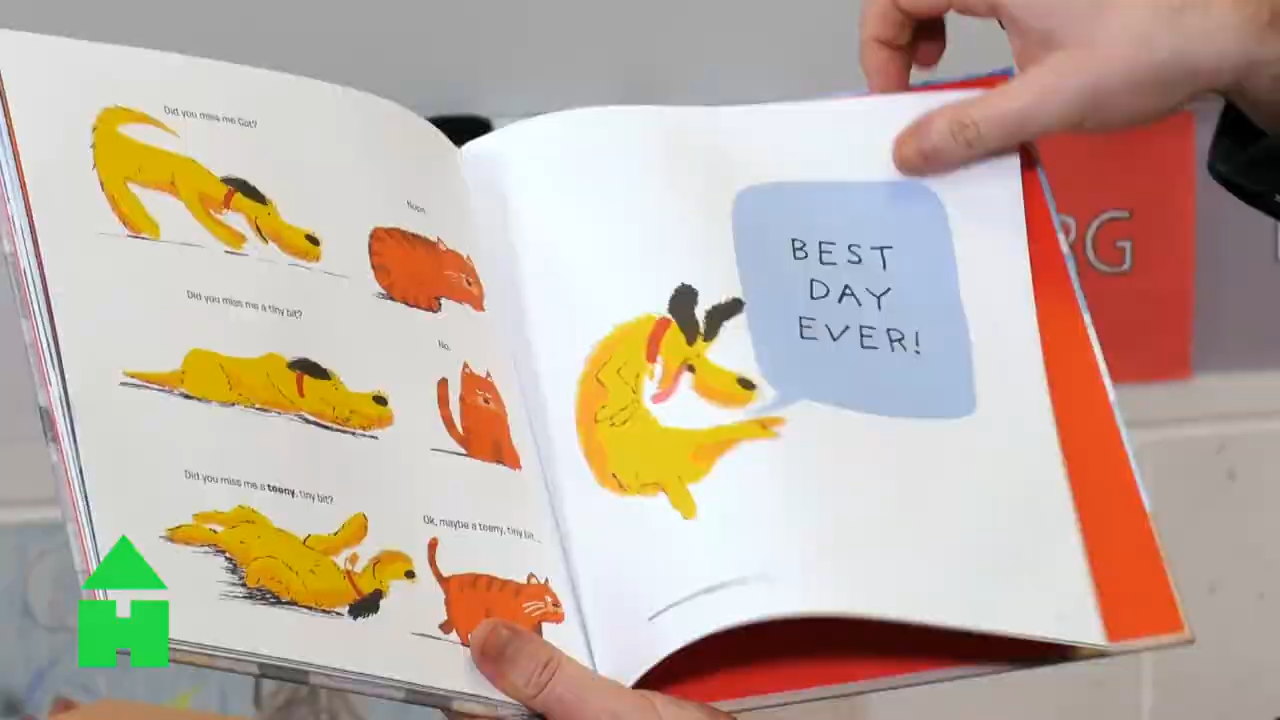 Did you miss me Cat?
Nope.
Did you miss me a tiny bit?
No.
Did you miss me a teeny, tiny bit?
Ok, maybe a teeny, tiny bit...
BEST
DAY
EVER!
RG